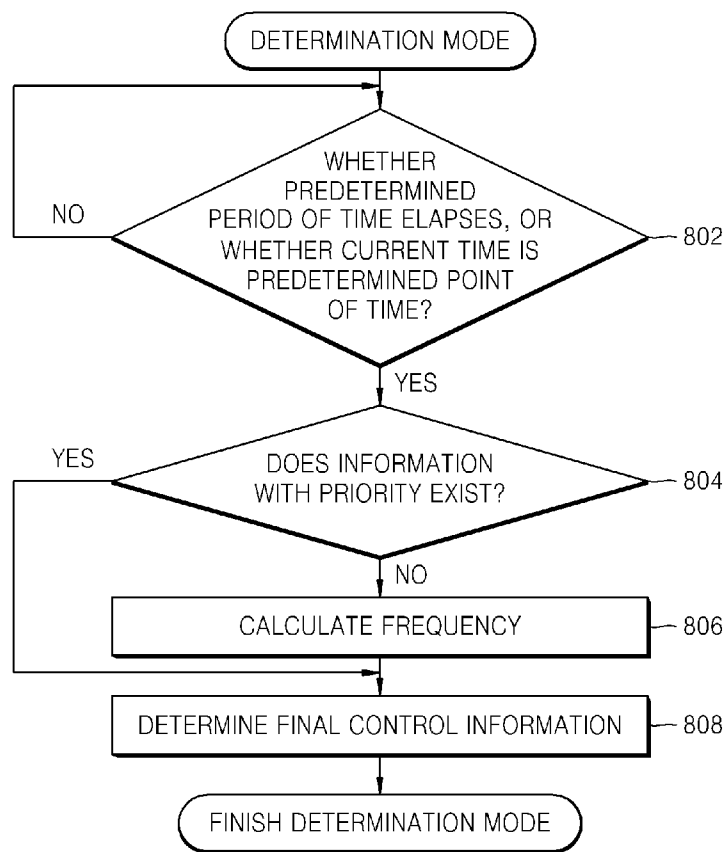 DETERMINATION MODE
WHETHER
PREDETERMINED
PERIOD OF TIME ELAPSES, OR
WHETHER CURRENT TIME IS
PREDETERMINED POINT
OF TIME?
NO
802
YES
DOES INFORMATION
WITH PRIORITY EXIST?
YES
804
NO
CALCULATE FREQUENCY
806
DETERMINE FINAL CONTROL INFORMATION
808
FINISH DETERMINATION MODE